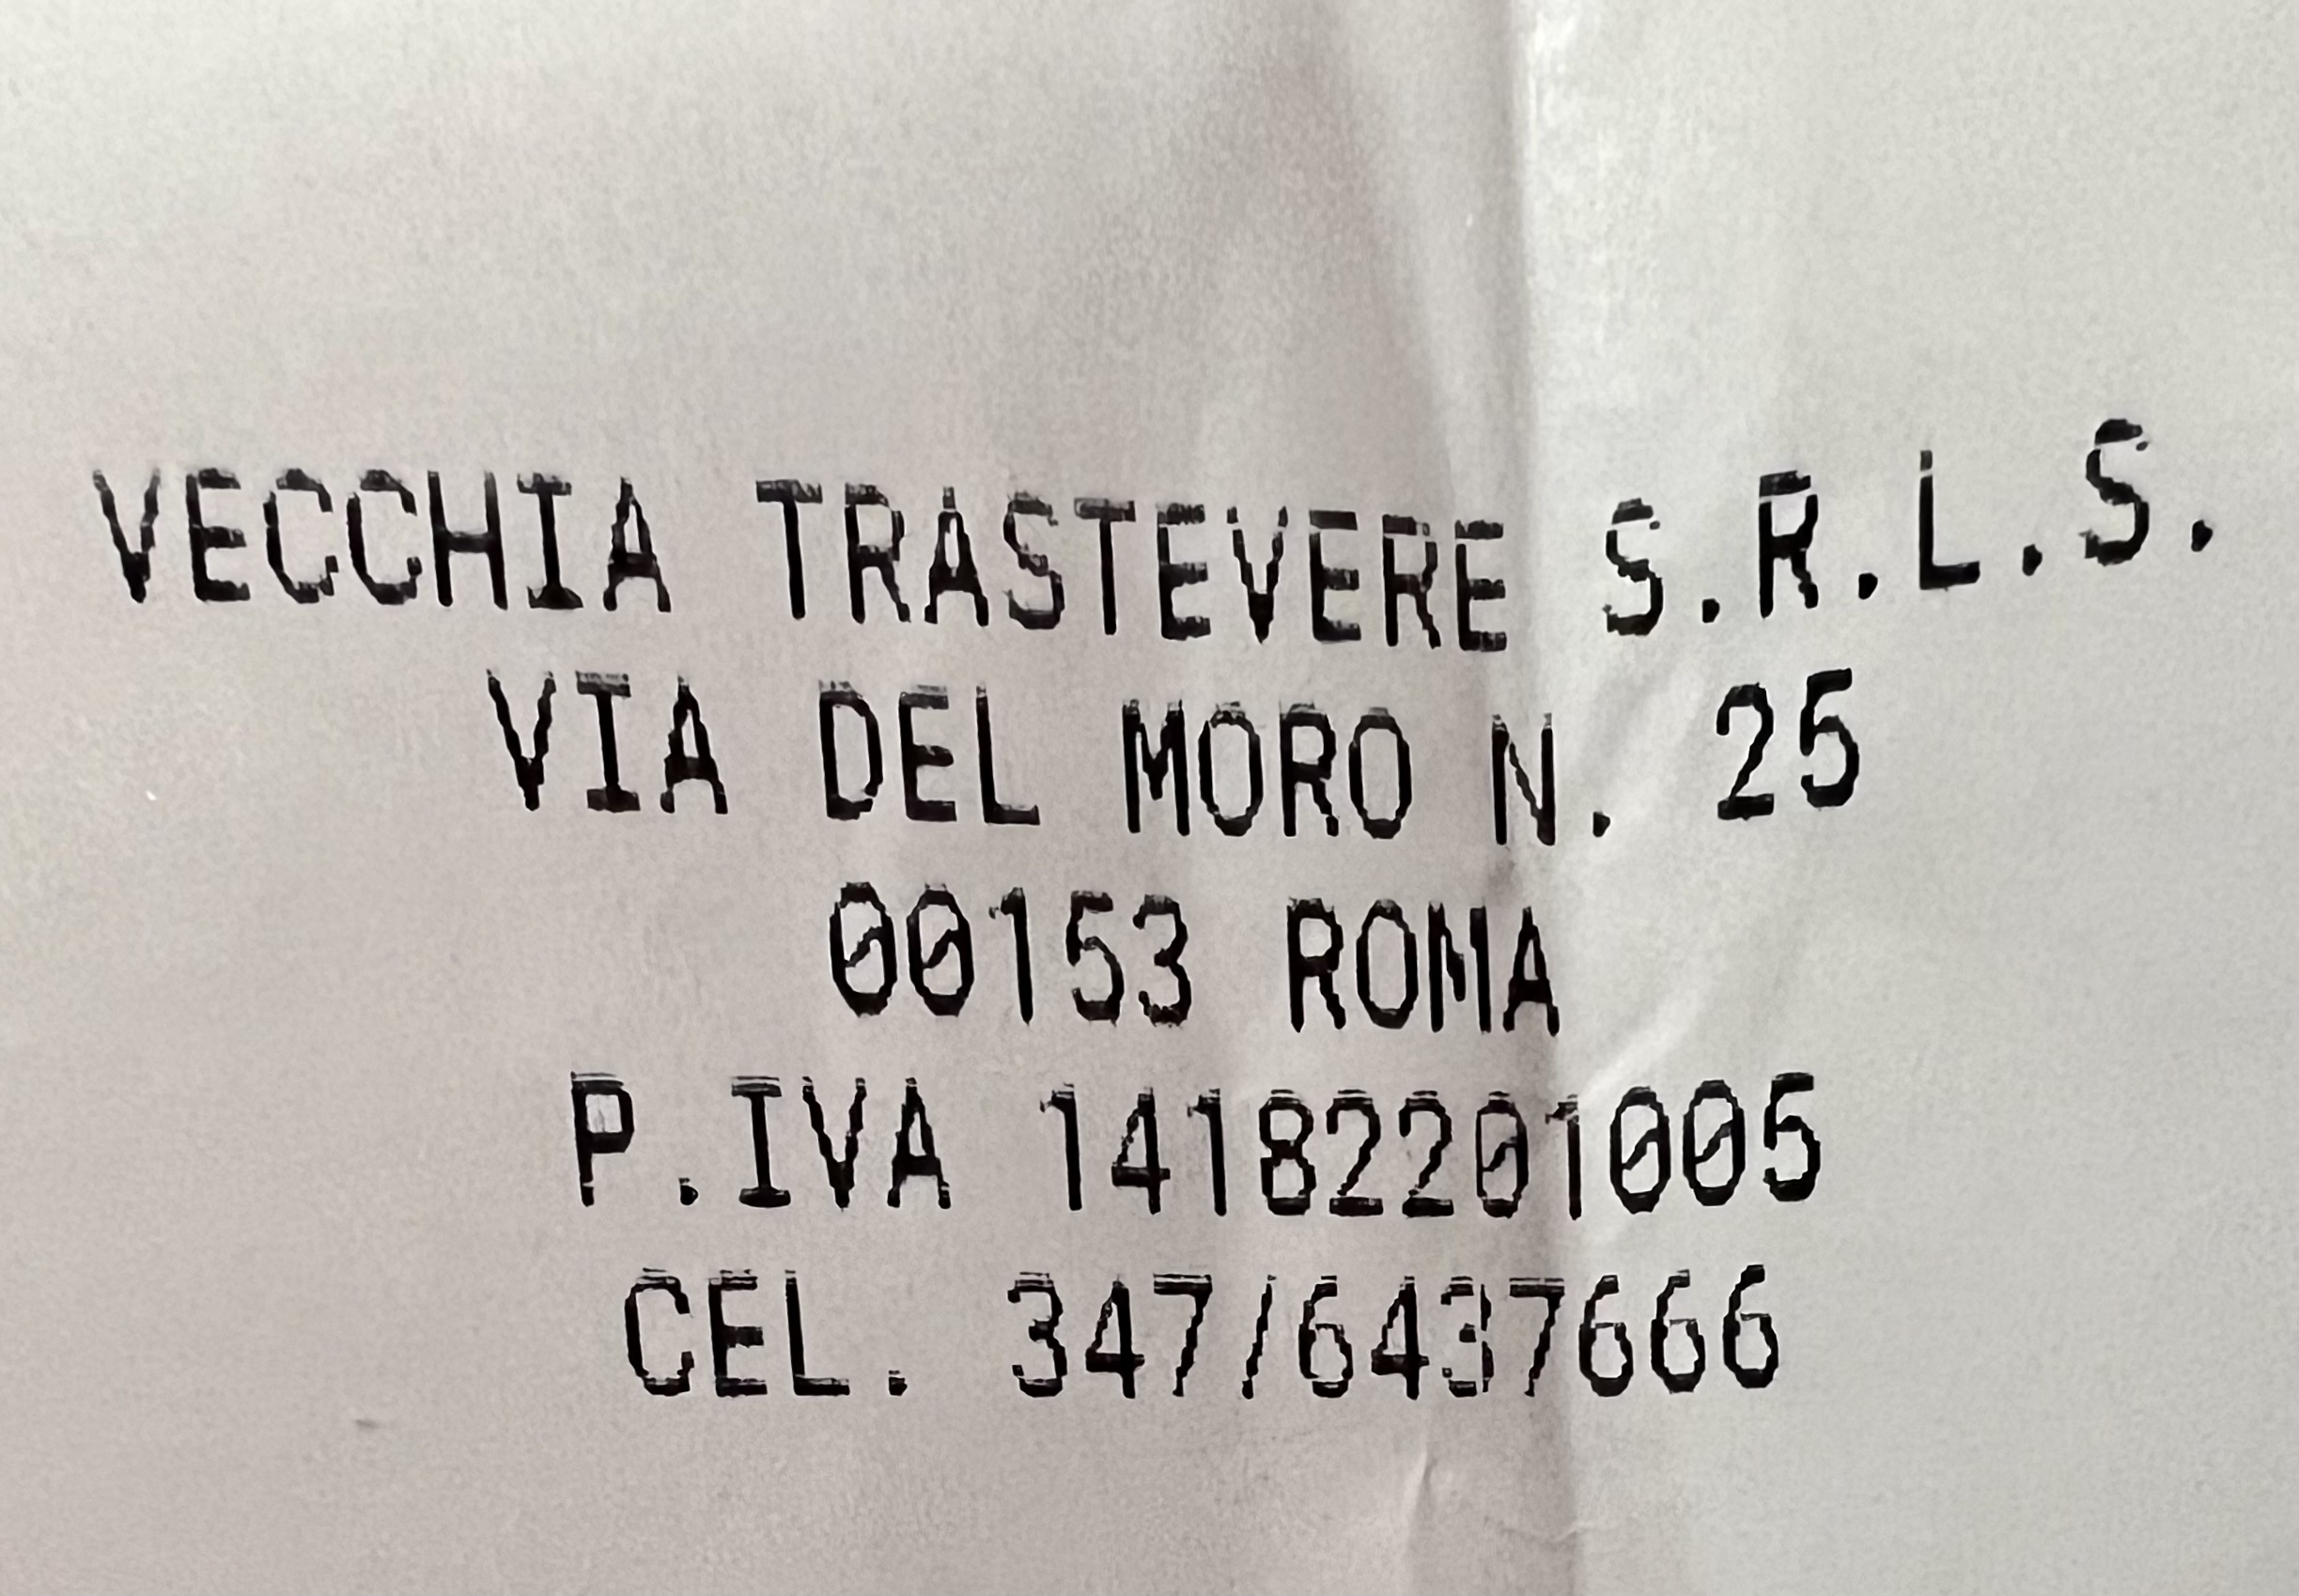 VECCHIA TRASTEVERE S.R.L.S.
VIA DEL MORO N. 25
00153 ROMA
P.IVA 14182201005
CEL. 347/6437666